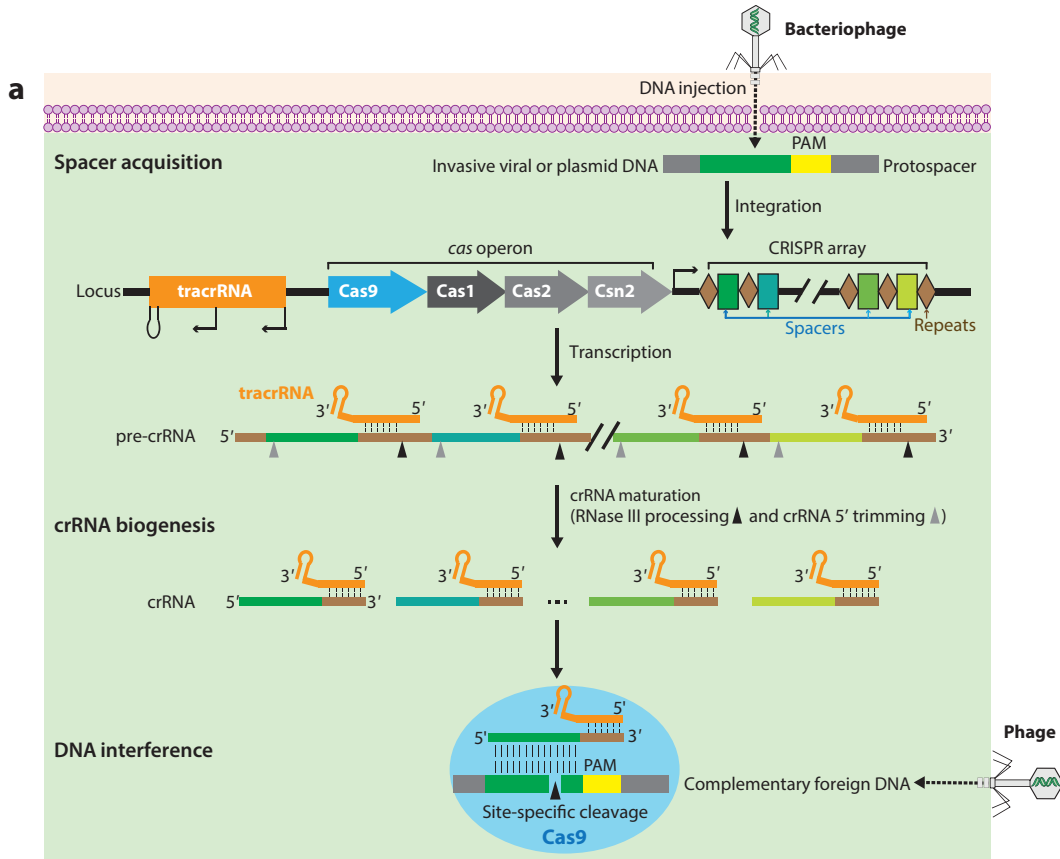 a
Bacteriophage
DNA injection
Spacer acquisition
PAM
Invasive viral or plasmid DNA
Protospacer
Integration
cas operon
CRISPR array
Locus
tracrRNA
Cas9
Cas1
Cas2
Csn2
Spacers
Repeats
Transcription
tracrRNA
3′ 5′ 3′ 5′ 3′ 5′ 3′ 5′
pre-crRNA 5′ 3′
crRNA maturation
(RNase III processing and crRNA 5′ trimming )
crRNA biogenesis
3′ 5′ 3′ 5′ 3′ 5′ 3′ 5′
crRNA 5′ 3′
3′ 5′
5′ 3′
DNA interference
PAM
Phage
Complementary foreign DNA
Site-specific cleavage
Cas9